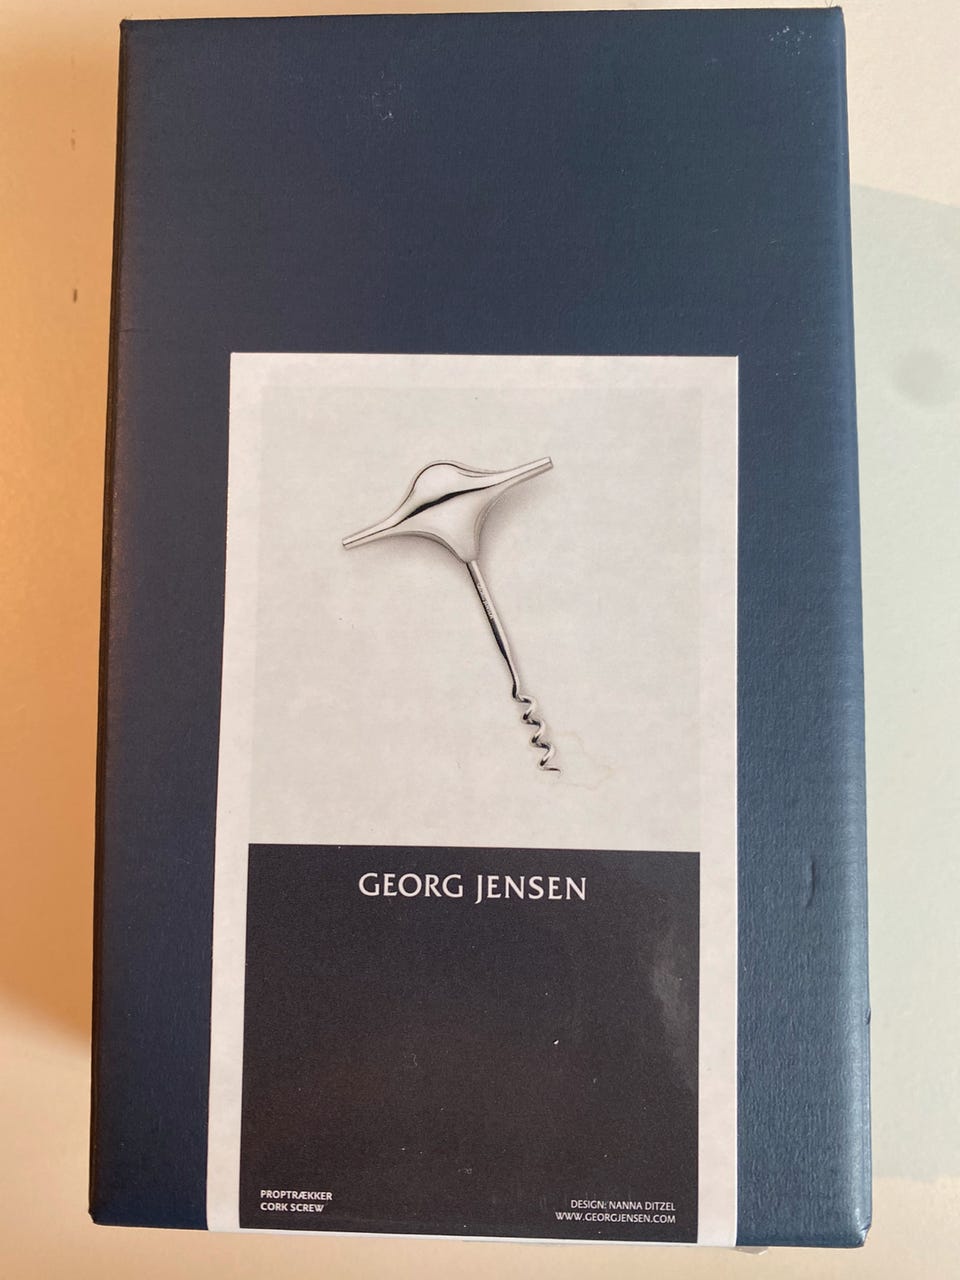 GEORG JENSEN
PROPTRÆKKER
CORK SCREW
DESIGN: NANNA DITZEL
WWW.GEORGJENSEN.COM